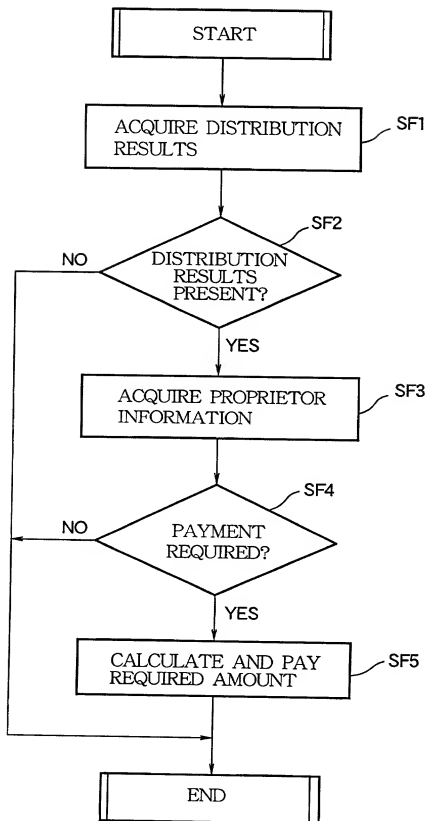 START
ACQUIRE DISTRIBUTION
RESULTS
SF1
SF2
NO
DISTRIBUTION
RESULTS
PRESENT?
YES
ACQUIRE PROPRIETOR
INFORMATION
SF3
SF4
NO
PAYMENT
REQUIRED?
YES
CALCULATE AND PAY
REQUIRED AMOUNT
SF5
END